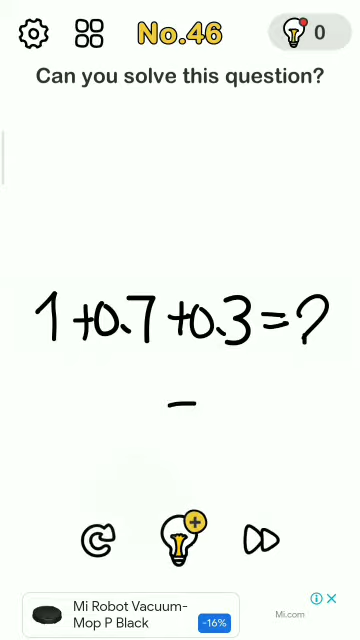 No.46
0
Can you solve this question?
1+0.7+0.3=?
–
Mi Robot Vacuum-
Mop P Black
-16%
Mi.com